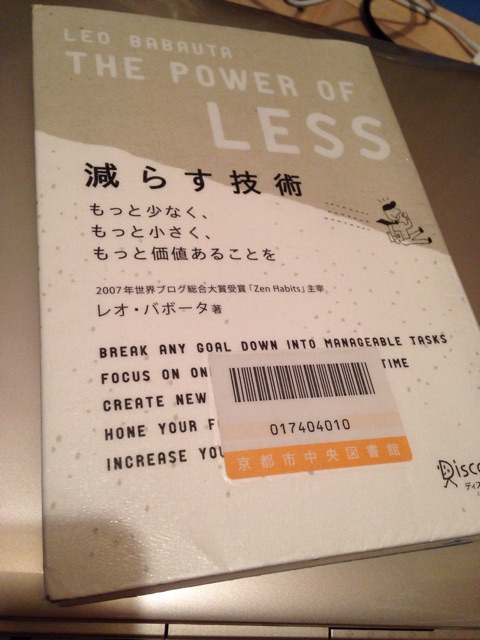 LEO BABAUTA
THE POWER OF
LESS
減らす技術
もっと少なく、
もっと小さく、
もっと価値あることを
2007年世界ブログ総合大賞受賞「Zen Habits」主宰
レオ・バボータ 著
BREAK ANY GOAL DOWN INTO MANAGEABLE TASKS
FOCUS ON ON TIME
CREATE NEW
HONE YOUR F
INCREASE YOU
017404010
京都市中央図書館
Disco
ディス